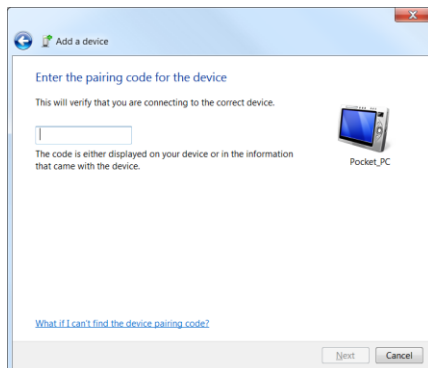 Add a device
Enter the pairing code for the device
This will verify that you are connecting to the correct device.
The code is either displayed on your device or in the information
that came with the device.
Pocket_PC
What if I can't find the device pairing code?
Next
Cancel